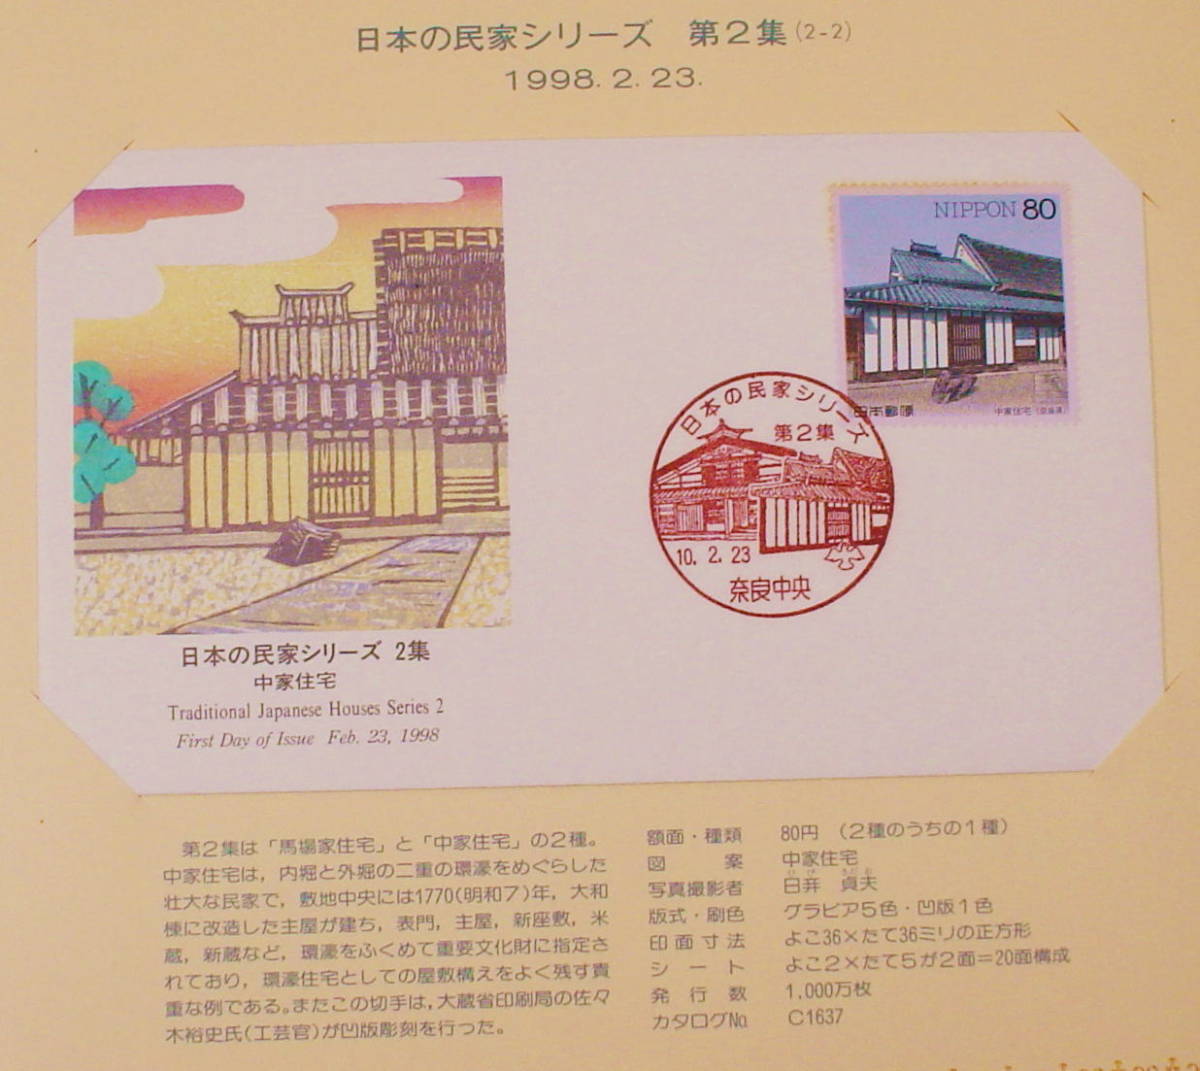 日本の民家シリーズ 第2集(2-2)
1998. 2. 23.
NIPPON 80
日本郵便
中家住宅(奈良県)
日本の民家シリーズ
第2集
10. 2. 23
奈良中央
日本の民家シリーズ 2集
中家住宅
Traditional Japanese Houses Series 2
First Day of Issue Feb. 23, 1998
第2集は「馬場家住宅」と「中家住宅」の2種。
中家住宅は，内堀と外堀の二重の環濠をめぐらした
壮大な民家で，敷地中央には1770(明和7)年，大和
棟に改造した主屋が建ち，表門，主屋，新座敷，米
蔵，新蔵など，環濠をふくめて重要文化財に指定さ
れており，環濠住宅としての屋敷構えをよく残す貴
重な例である。またこの切手は，大蔵省印刷局の佐々
木裕史氏(工芸官)が凹版彫刻を行った。
額面・種類 80円 (2種のうちの1種)
図案 中家住宅
写真撮影者 臼井 貞夫
版式・刷色 グラビア5色・凹版1色
印面寸法 よこ36×たて36ミリの正方形
シート よこ2×たて5が2面=20面構成
発行数 1,000万枚
カタログNo. C1637